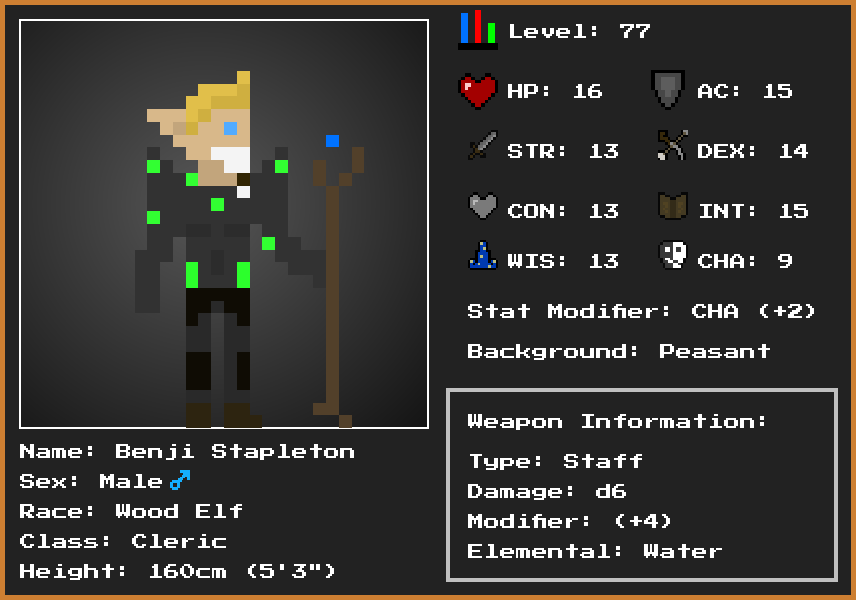 Level: 77
HP: 16 AC: 15
STR: 13 DEX: 14
CON: 13 INT: 15
WIS: 13 CHA: 9
Stat Modifier: CHA (+2)
Background: Peasant
Weapon Information:
Type: Staff
Damage: d6
Modifier: (+4)
Elemental: Water
Name: Benji Stapleton
Sex: Male ♂
Race: Wood Elf
Class: Cleric
Height: 160cm (5'3")